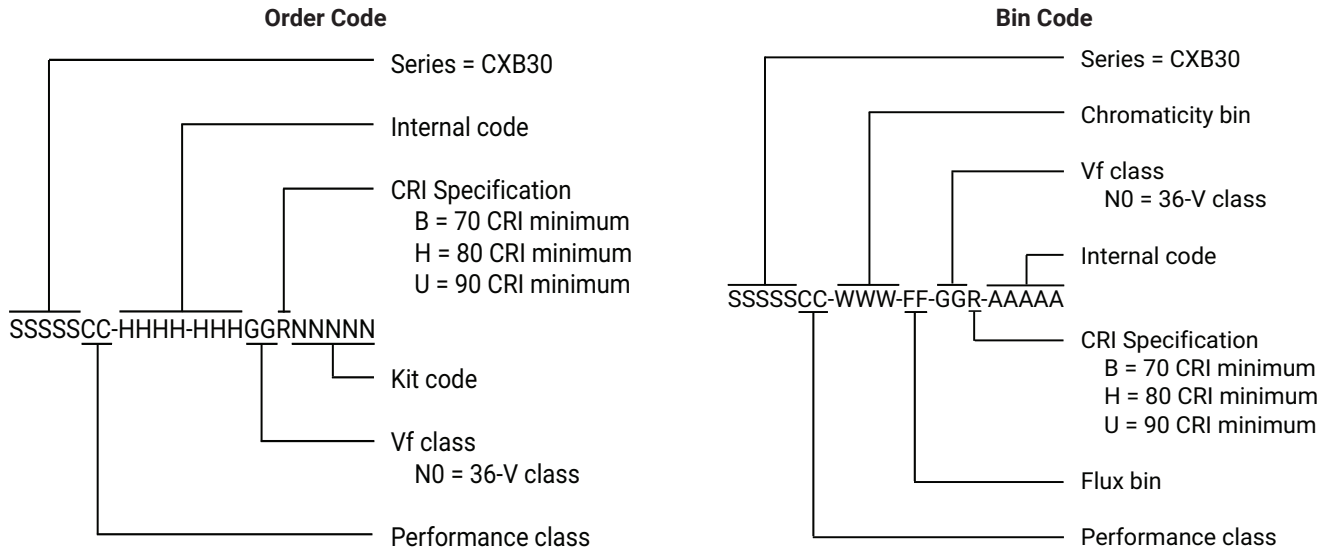 Order Code
Series = CXB30
Internal code
CRI Specification
B = 70 CRI minimum
H = 80 CRI minimum
U = 90 CRI minimum
SSSSSCC-HHHH-HHHGGRNNNNN
Kit code
Vf class
N0 = 36-V class
Performance class
Bin Code
Series = CXB30
Chromaticity bin
Vf class
N0 = 36-V class
Internal code
SSSSSCC-WWW-FF-GGR-AAAAA
CRI Specification
B = 70 CRI minimum
H = 80 CRI minimum
U = 90 CRI minimum
Flux bin
Performance class